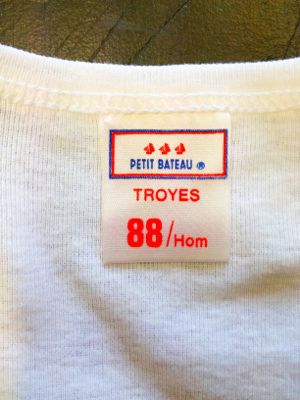 PETIT BATEAU ®
TROYES
88/Hom